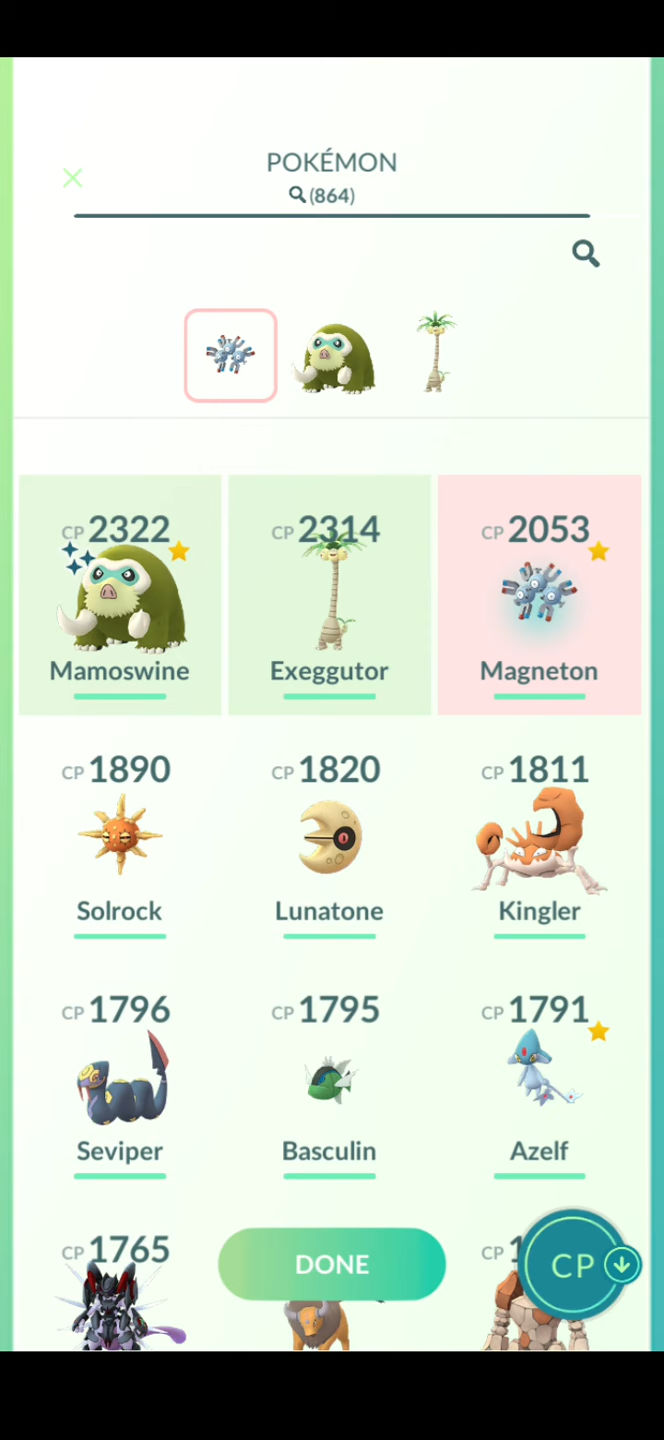 POKÉMON
(864)
CP 2322
CP 2314
CP 2053
Mamoswine
Exeggutor
Magneton
CP 1890
CP 1820
CP 1811
Solrock
Lunatone
Kingler
CP 1796
CP 1795
CP 1791
Seviper
Basculin
Azelf
CP 1765
DONE
CP
CP